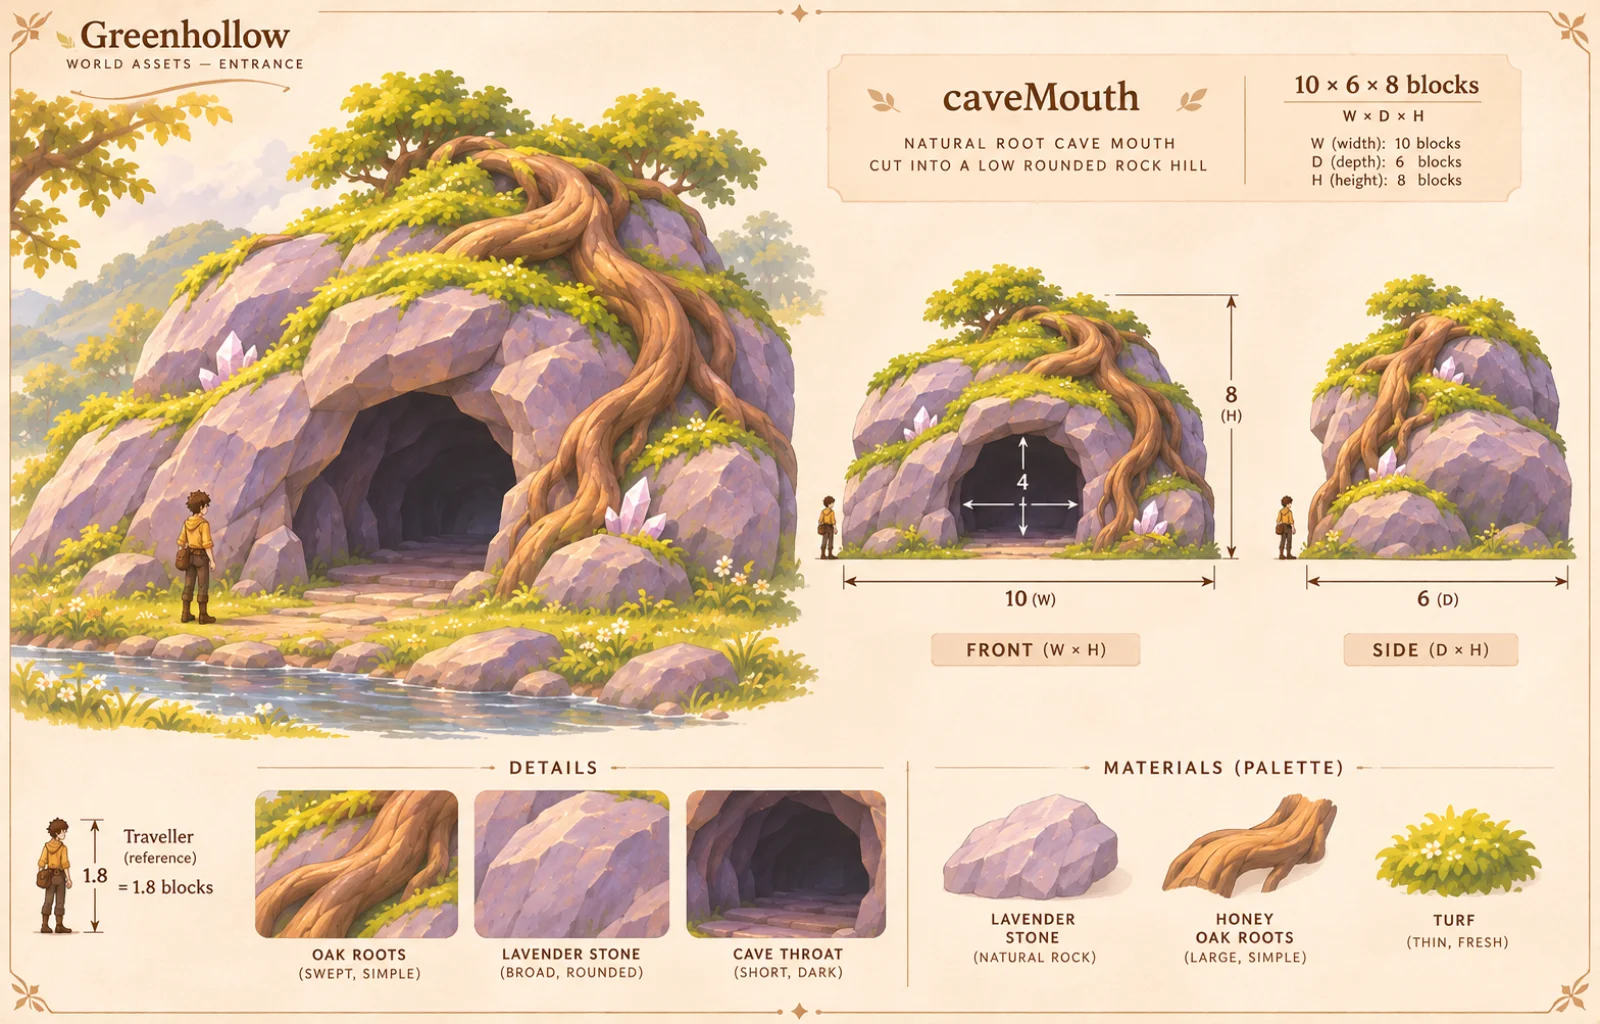 Greenhollow
WORLD ASSETS — ENTRANCE
caveMouth
NATURAL ROOT CAVE MOUTH
CUT INTO A LOW ROUNDED ROCK HILL
10 × 6 × 8 blocks
W × D × H
W (width): 10 blocks
D (depth): 6 blocks
H (height): 8 blocks
8
(H)
4
10 (W)
6 (D)
FRONT (W × H)
SIDE (D × H)
DETAILS
MATERIALS (PALETTE)
Traveller
(reference)
1.8
= 1.8 blocks
OAK ROOTS
(SWEPT, SIMPLE)
LAVENDER STONE
(BROAD, ROUNDED)
CAVE THROAT
(SHORT, DARK)
LAVENDER
STONE
(NATURAL ROCK)
HONEY
OAK ROOTS
(LARGE, SIMPLE)
TURF
(THIN, FRESH)